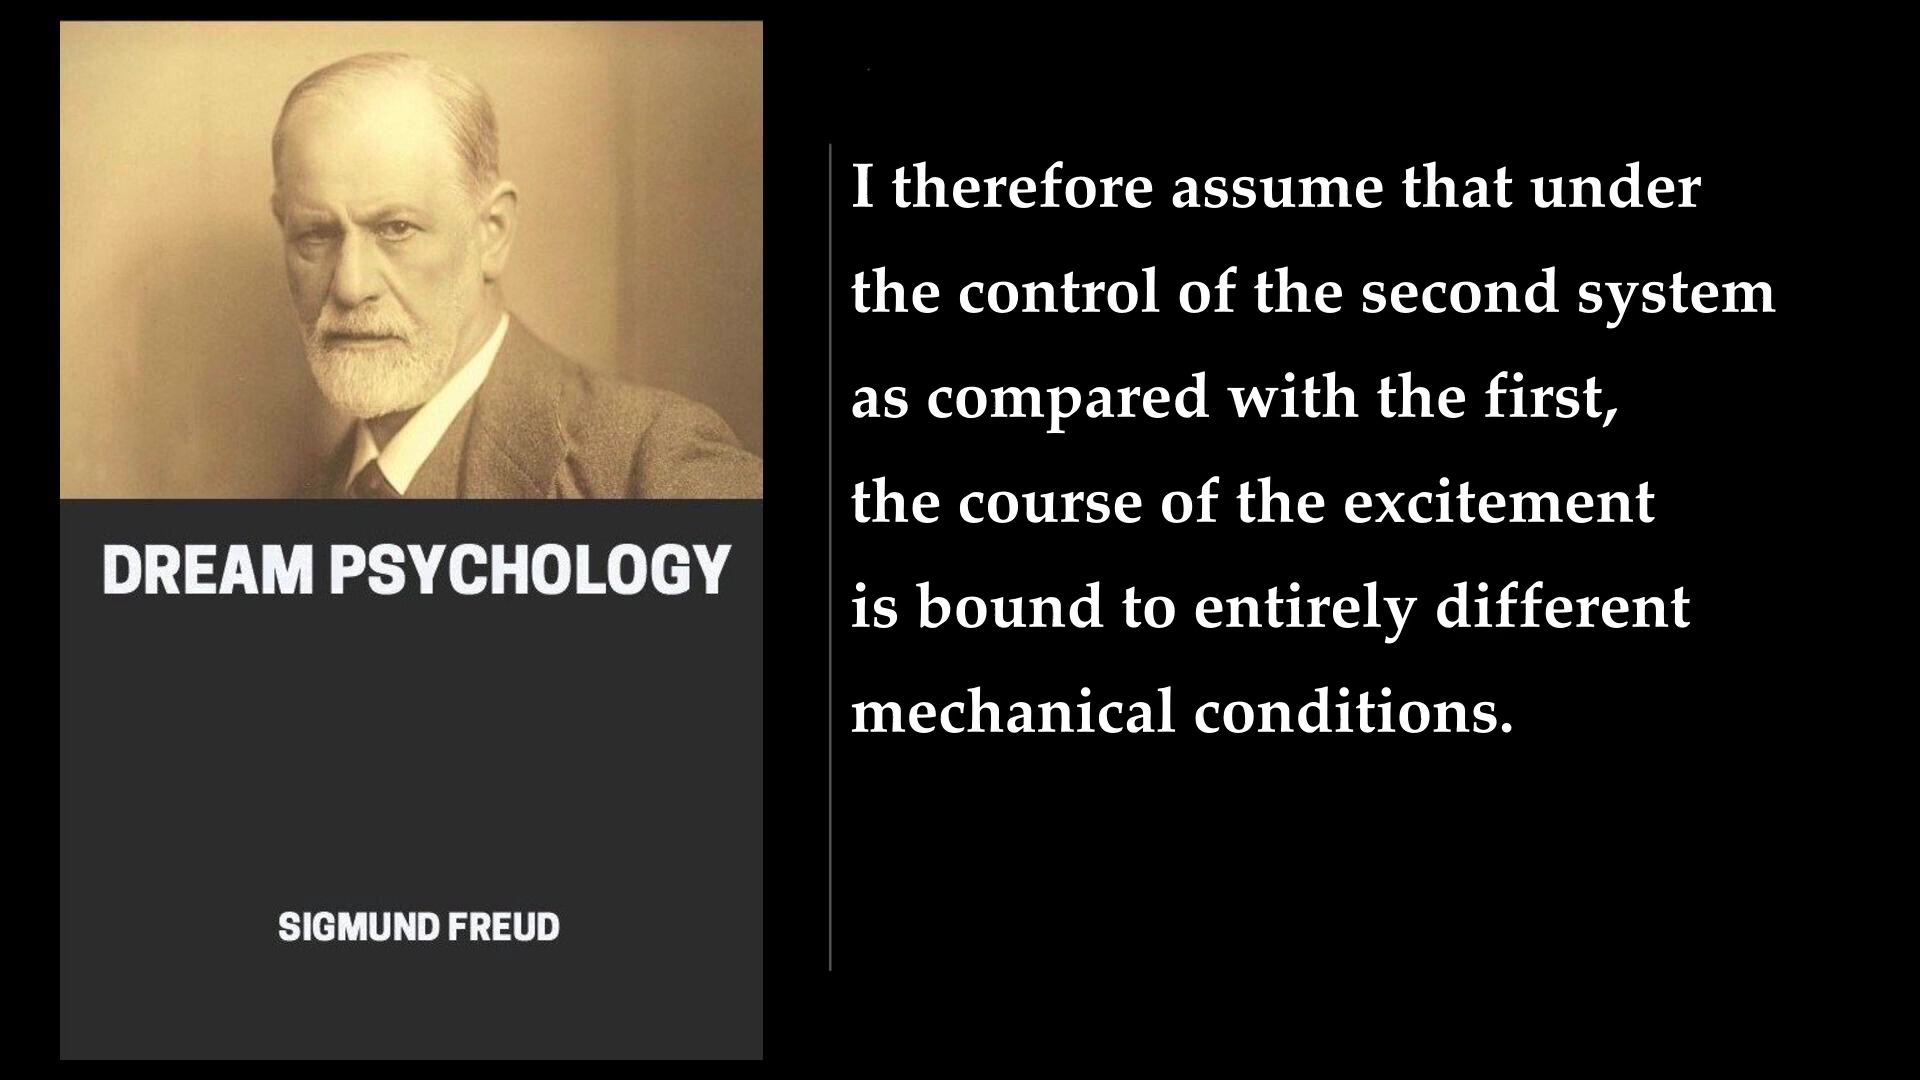 DREAM PSYCHOLOGY
SIGMUND FREUD
I therefore assume that under
the control of the second system
as compared with the first,
the course of the excitement
is bound to entirely different
mechanical conditions.